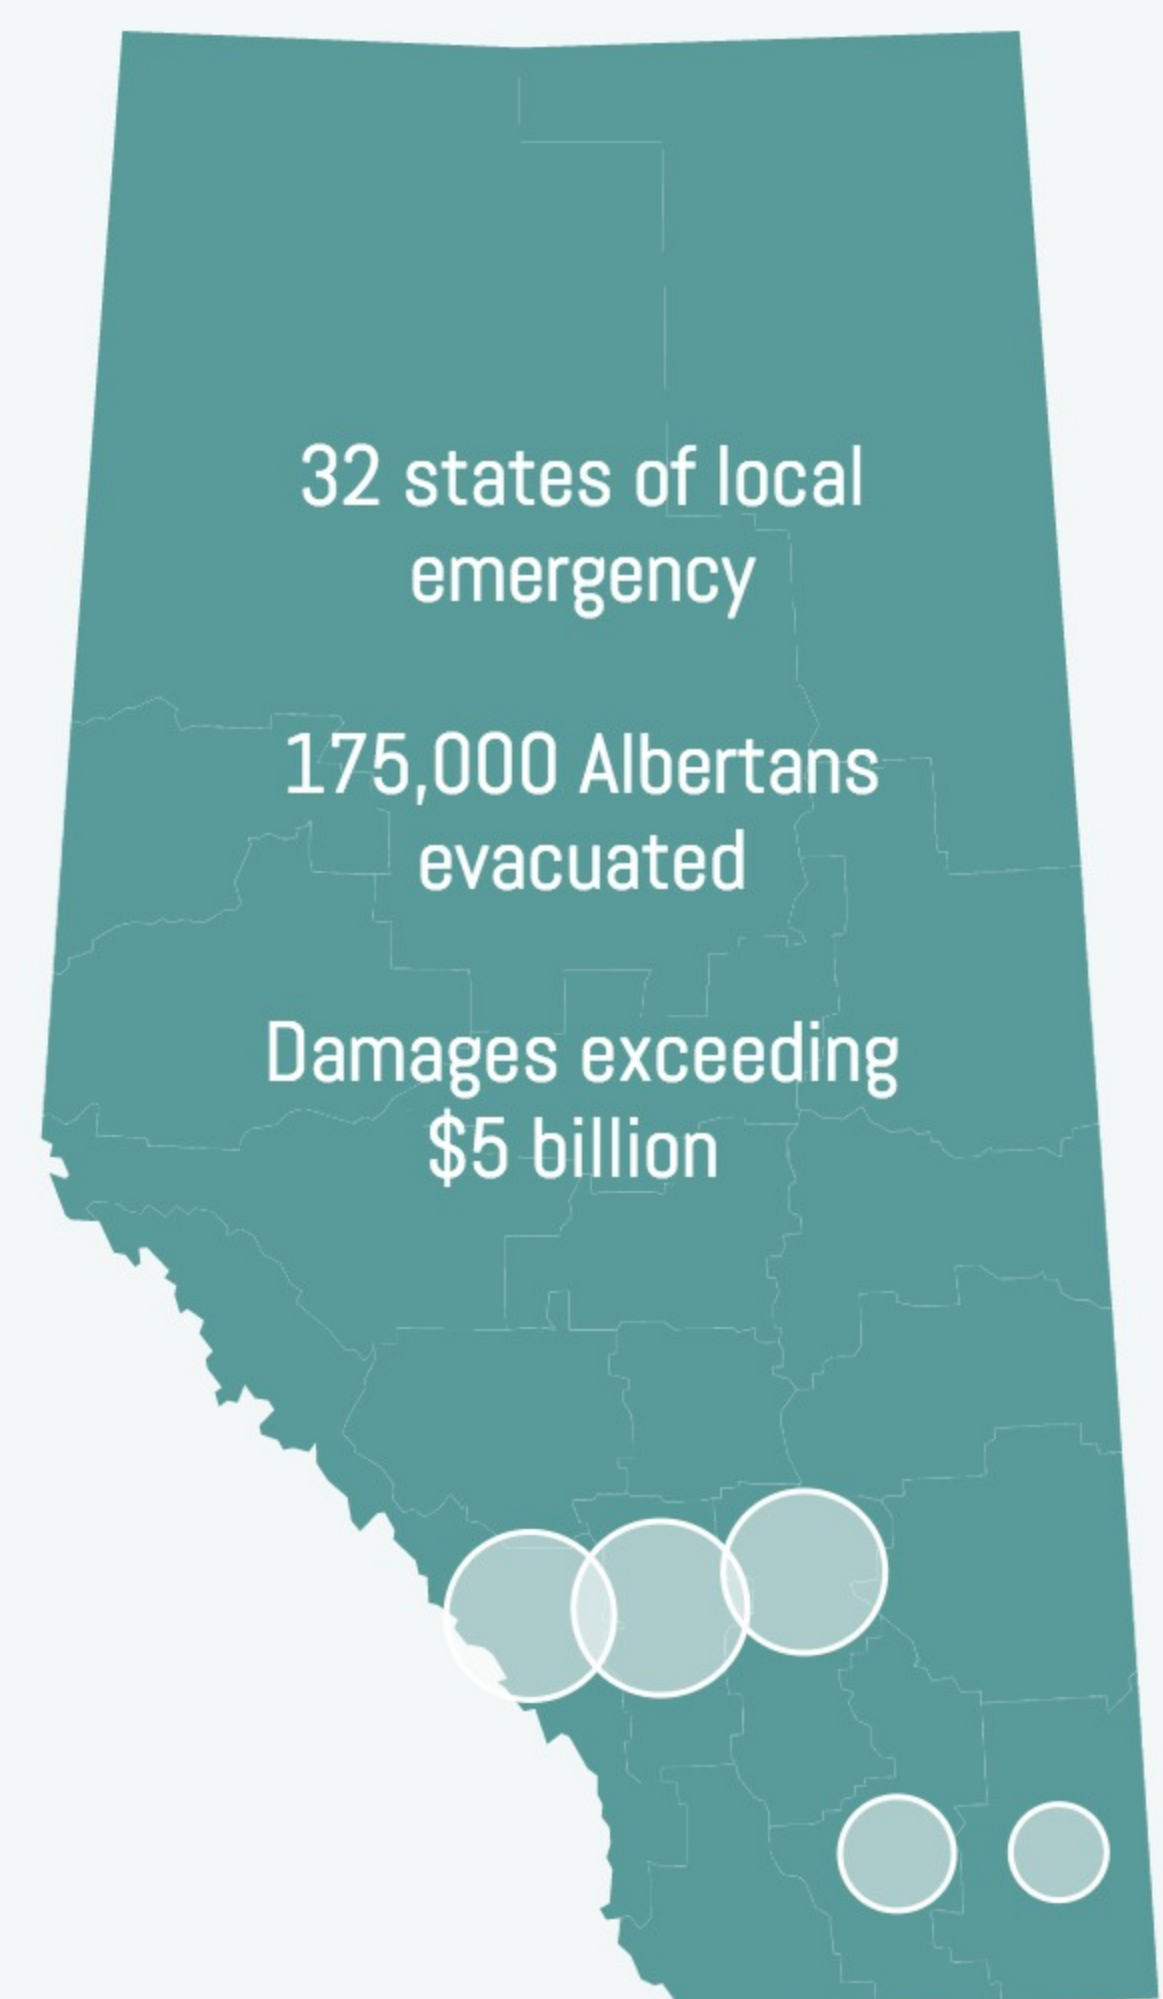 32 states of local
emergency
175,000 Albertans
evacuated
Damages exceeding
$5 billion